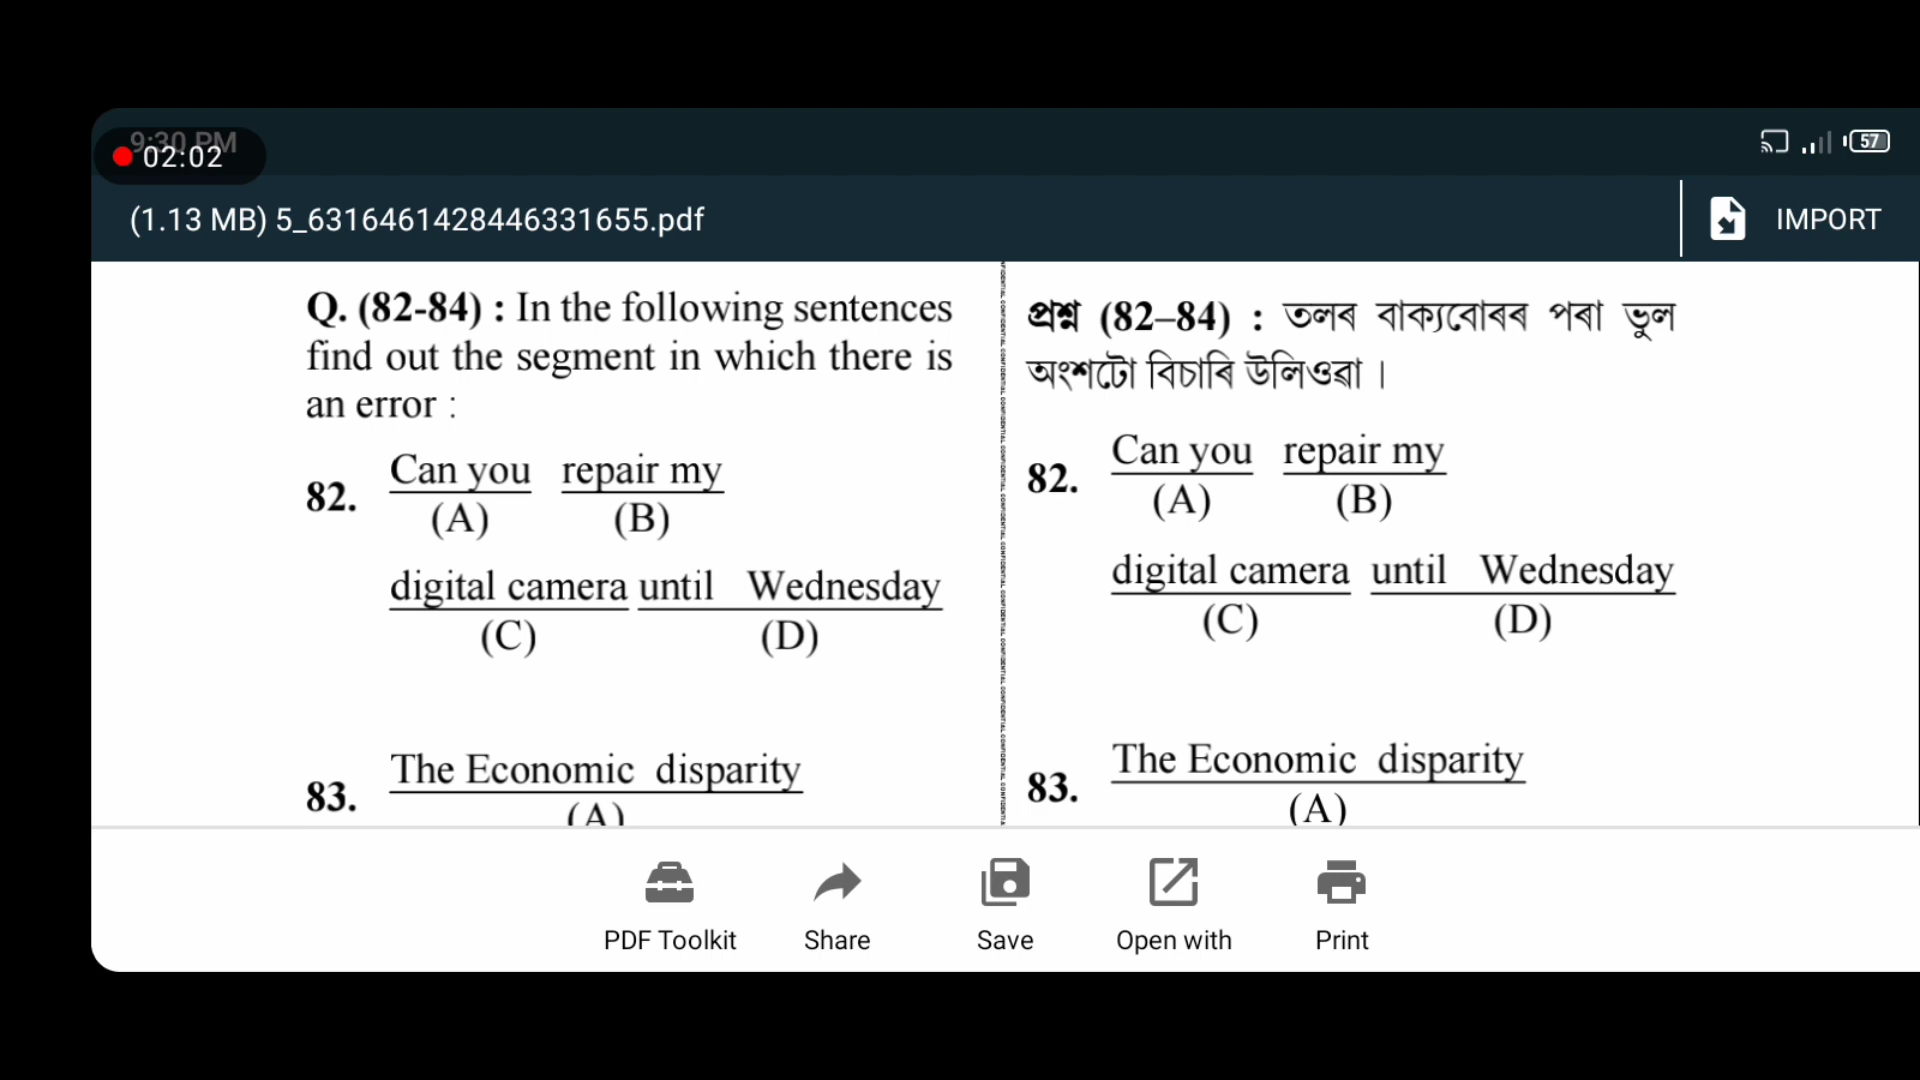 9:30 PM
02:02
57
(1.13 MB) 5_6316461428446331655.pdf
IMPORT
Q. (82-84) : In the following sentences
find out the segment in which there is
an error :
82. Can you repair my
(A) (B)
digital camera until Wednesday
(C) (D)
83. The Economic disparity
(A)
প্ৰশ্ন (82–84) : তলৰ বাক্যবোৰৰ পৰা ভুল
অংশটো বিচাৰি উলিওৱা ।
82. Can you repair my
(A) (B)
digital camera until Wednesday
(C) (D)
83. The Economic disparity
(A)
PDF Toolkit
Share
Save
Open with
Print